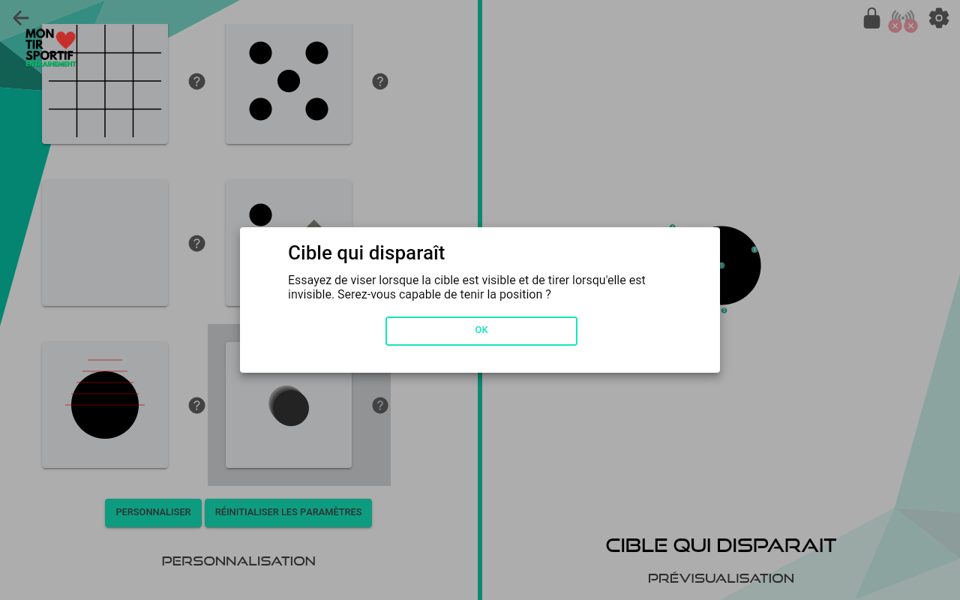 MON
TIR
SPORTIF
ENTRAINEMENT
?
?
?
Cible qui disparaît
Essayez de viser lorsque la cible est visible et de tirer lorsqu'elle est
invisible. Serez-vous capable de tenir la position ?
OK
?
?
PERSONNALISER
RÉINITIALISER LES PARAMÈTRES
PERSONNALISATION
CIBLE QUI DISPARAIT
PRÉVISUALISATION